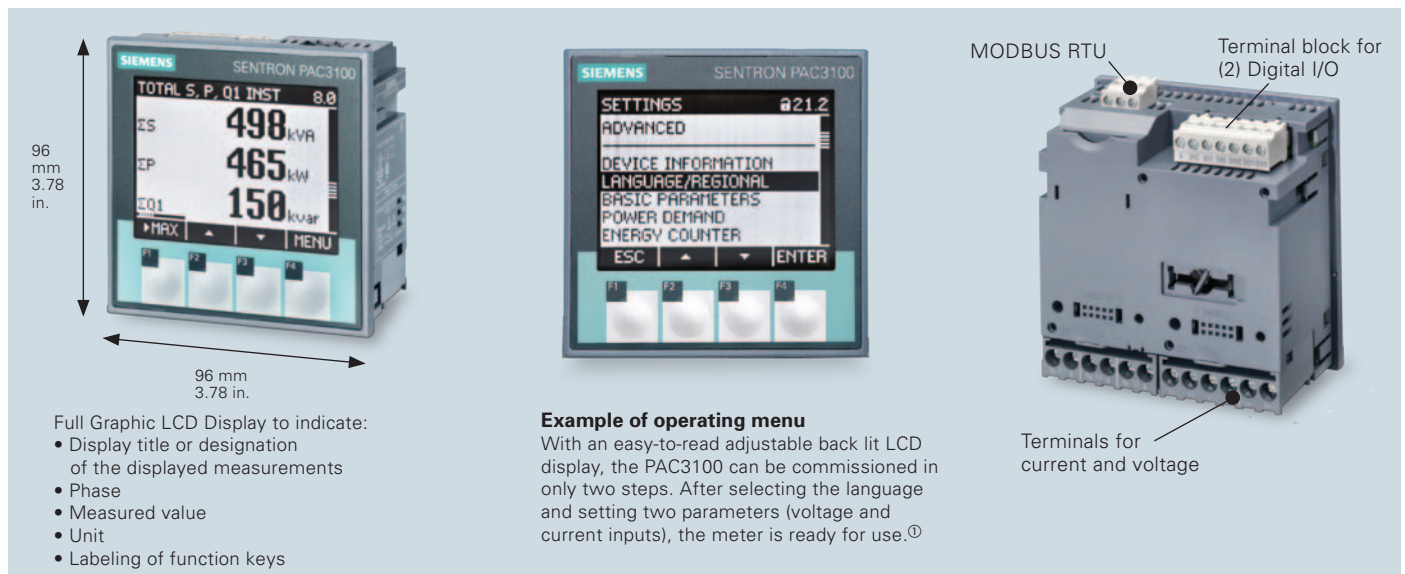 SIEMENS
SENTRON PAC3100
TOTAL S, P, Q1 INST 8.0
ΣS 498 kVA
ΣP 465 kW
ΣQ1 150 kvar
►MAX ▲ ▼ MENU
F1 F2 F3 F4
96
mm
3.78
in.
96 mm
3.78 in.
Full Graphic LCD Display to indicate:
• Display title or designation
of the displayed measurements
• Phase
• Measured value
• Unit
• Labeling of function keys
SIEMENS
SENTRON PAC3100
SETTINGS 21.2
ADVANCED
DEVICE INFORMATION
LANGUAGE/REGIONAL
BASIC PARAMETERS
POWER DEMAND
ENERGY COUNTER
ESC ▲ ▼ ENTER
F1 F2 F3 F4
Example of operating menu
With an easy-to-read adjustable back lit LCD
display, the PAC3100 can be commissioned in
only two steps. After selecting the language
and setting two parameters (voltage and
current inputs), the meter is ready for use.①
MODBUS RTU
Terminal block for
(2) Digital I/O
Terminals for
current and voltage